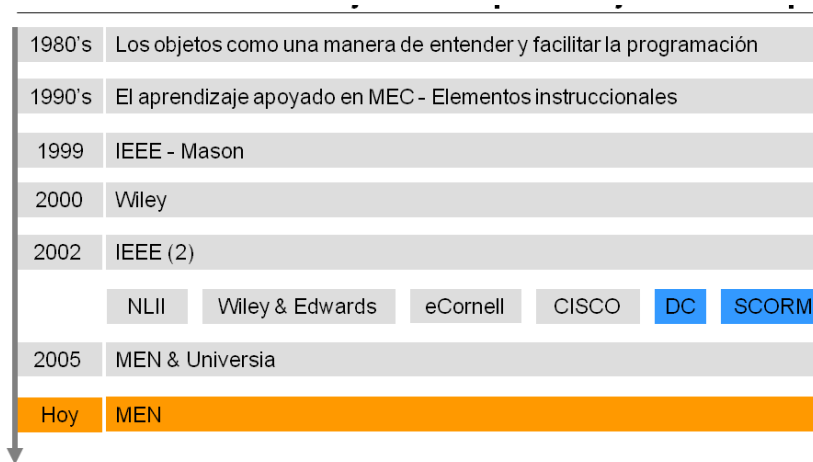 1980's Los objetos como una manera de entender y facilitar la programación
1990's El aprendizaje apoyado en MEC - Elementos instruccionales
1999 IEEE - Mason
2000 Wiley
2002 IEEE (2)
NLII Wiley & Edwards eCornell CISCO DC SCORM
2005 MEN & Universia
Hoy MEN